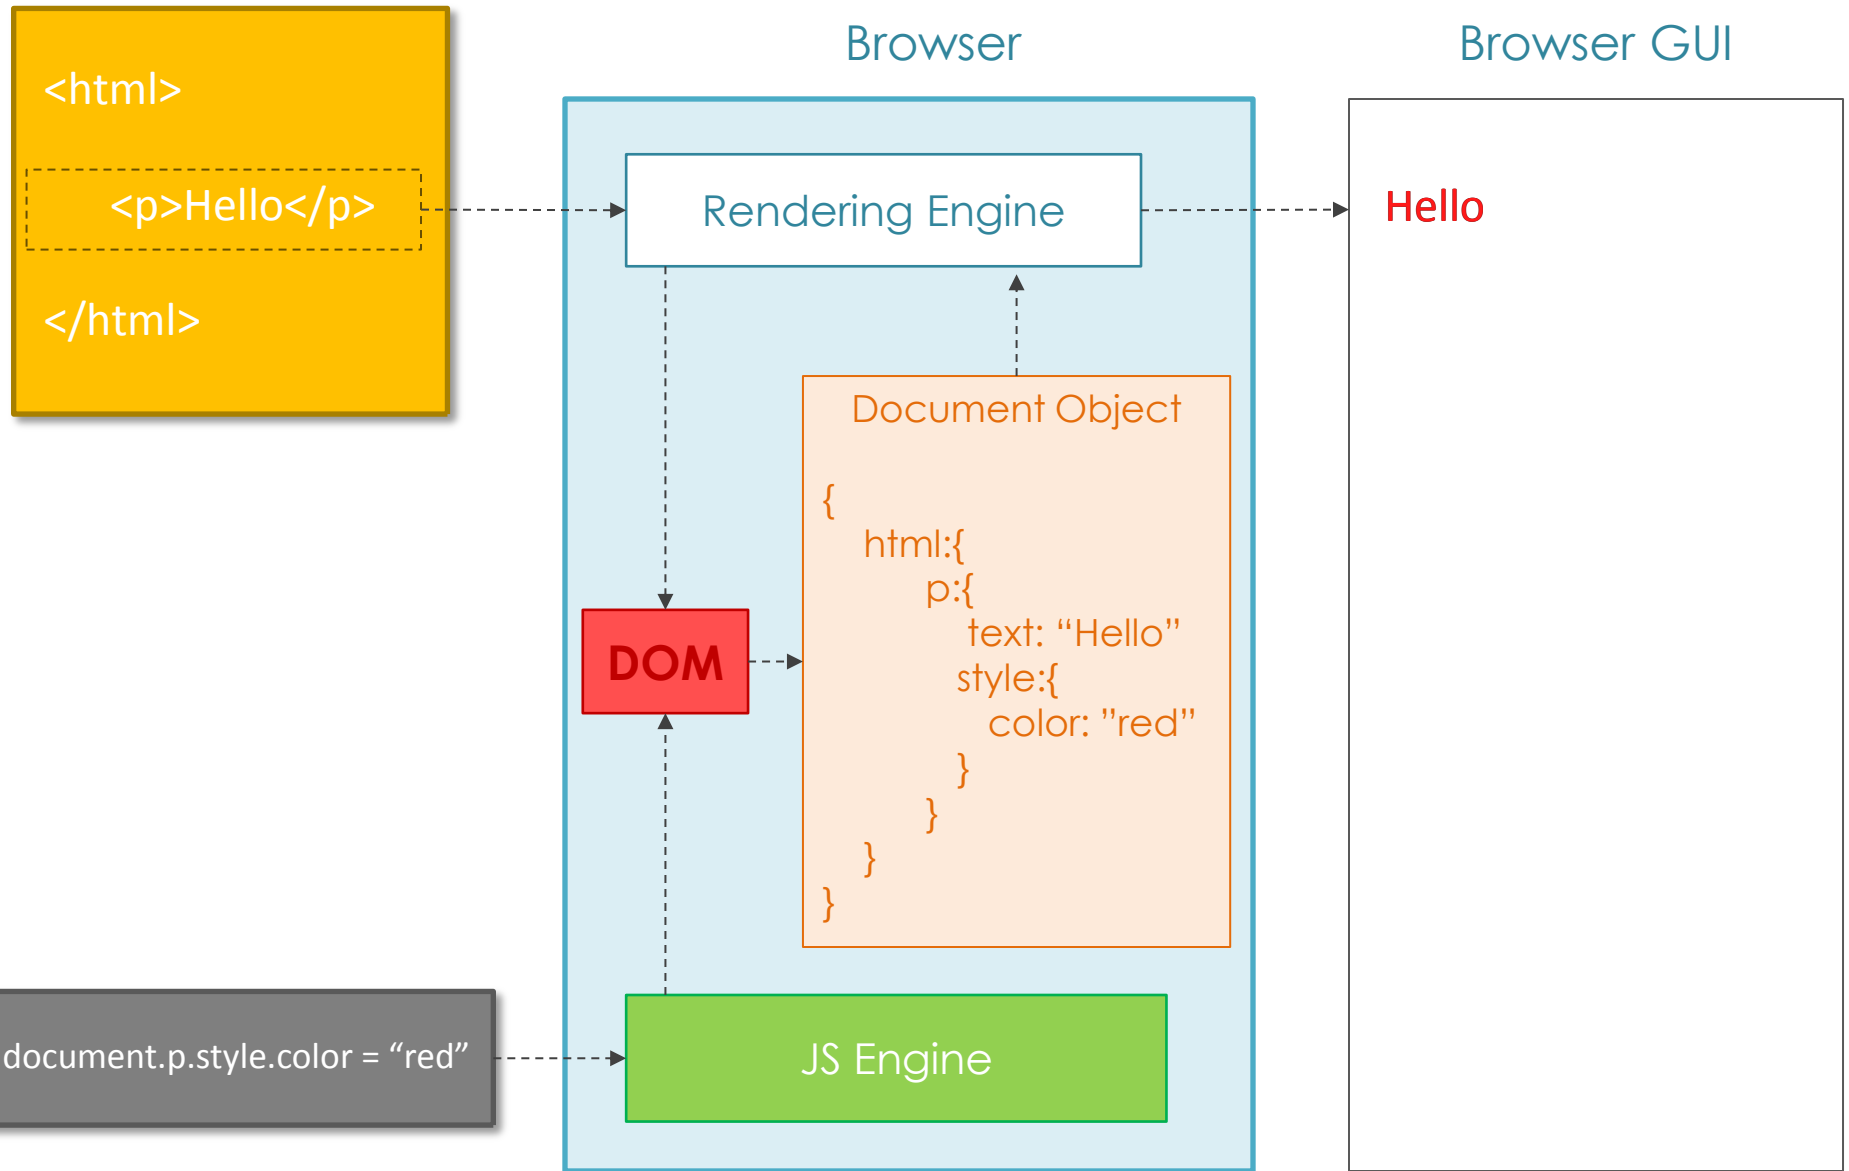 <html>
<p>Hello</p>
</html>
Browser
Rendering Engine
Document Object
{
html:{
p:{
text: “Hello”
style:{
color: ”red”
}
}
}
}
DOM
JS Engine
document.p.style.color = “red”
Browser GUI
Hello